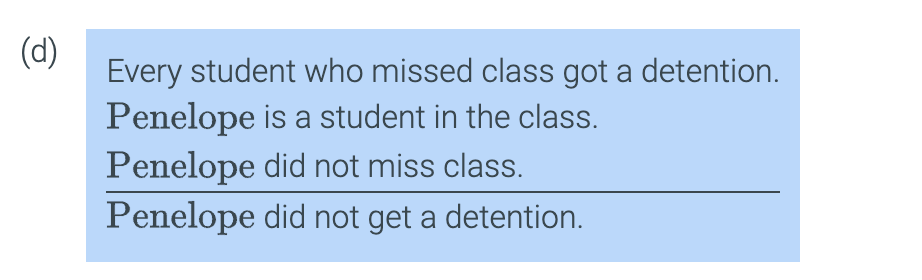 (d)
Every student who missed class got a detention.
Penelope is a student in the class.
Penelope did not miss class.
Penelope did not get a detention.